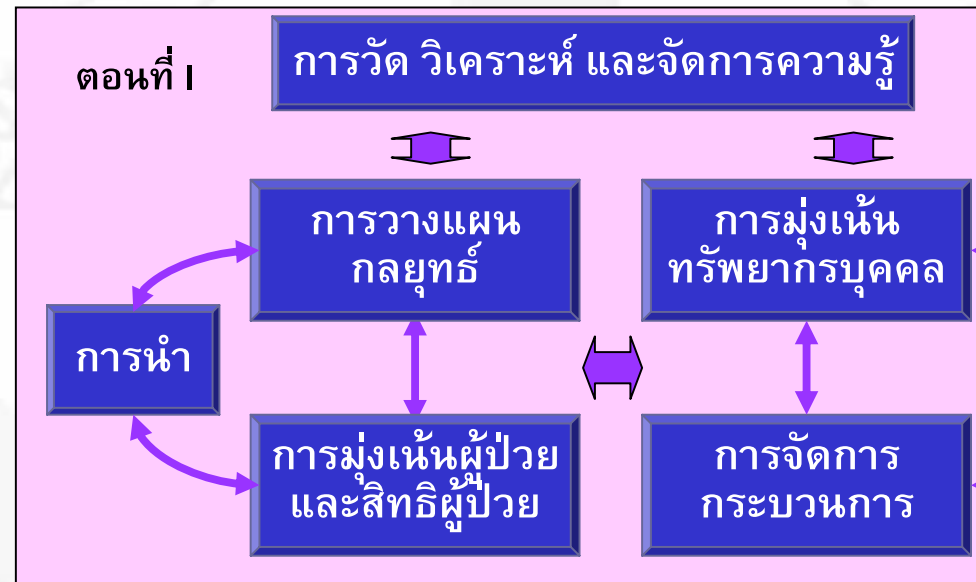 ตอนที่ I
การวัด วิเคราะห์ และจัดการความรู้
การวางแผน
กลยุทธ์
การมุ่งเน้น
ทรัพยากรบุคคล
การนำ
การมุ่งเน้นผู้ป่วย
และสิทธิผู้ป่วย
การจัดการ
กระบวนการ